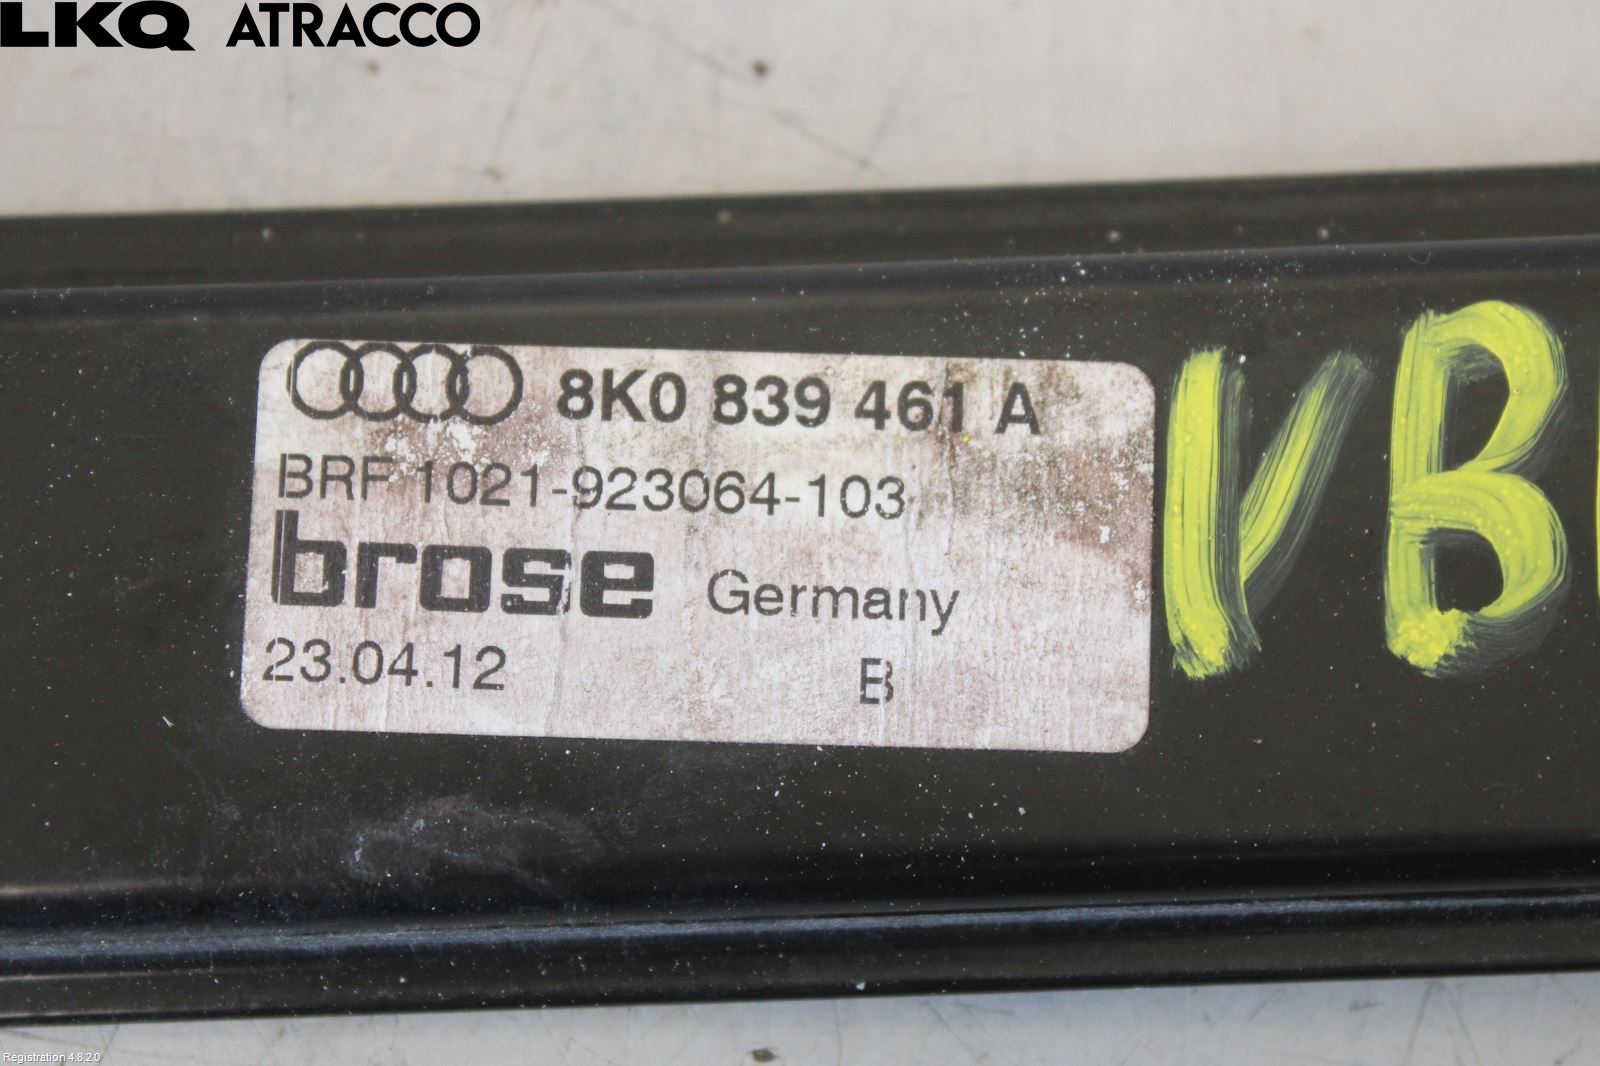 LKQ ATRACCO
8K0 839 461 A
BRF 1021-923064-103
brose Germany
23.04.12 B
VB
Registration 4.8.2.0